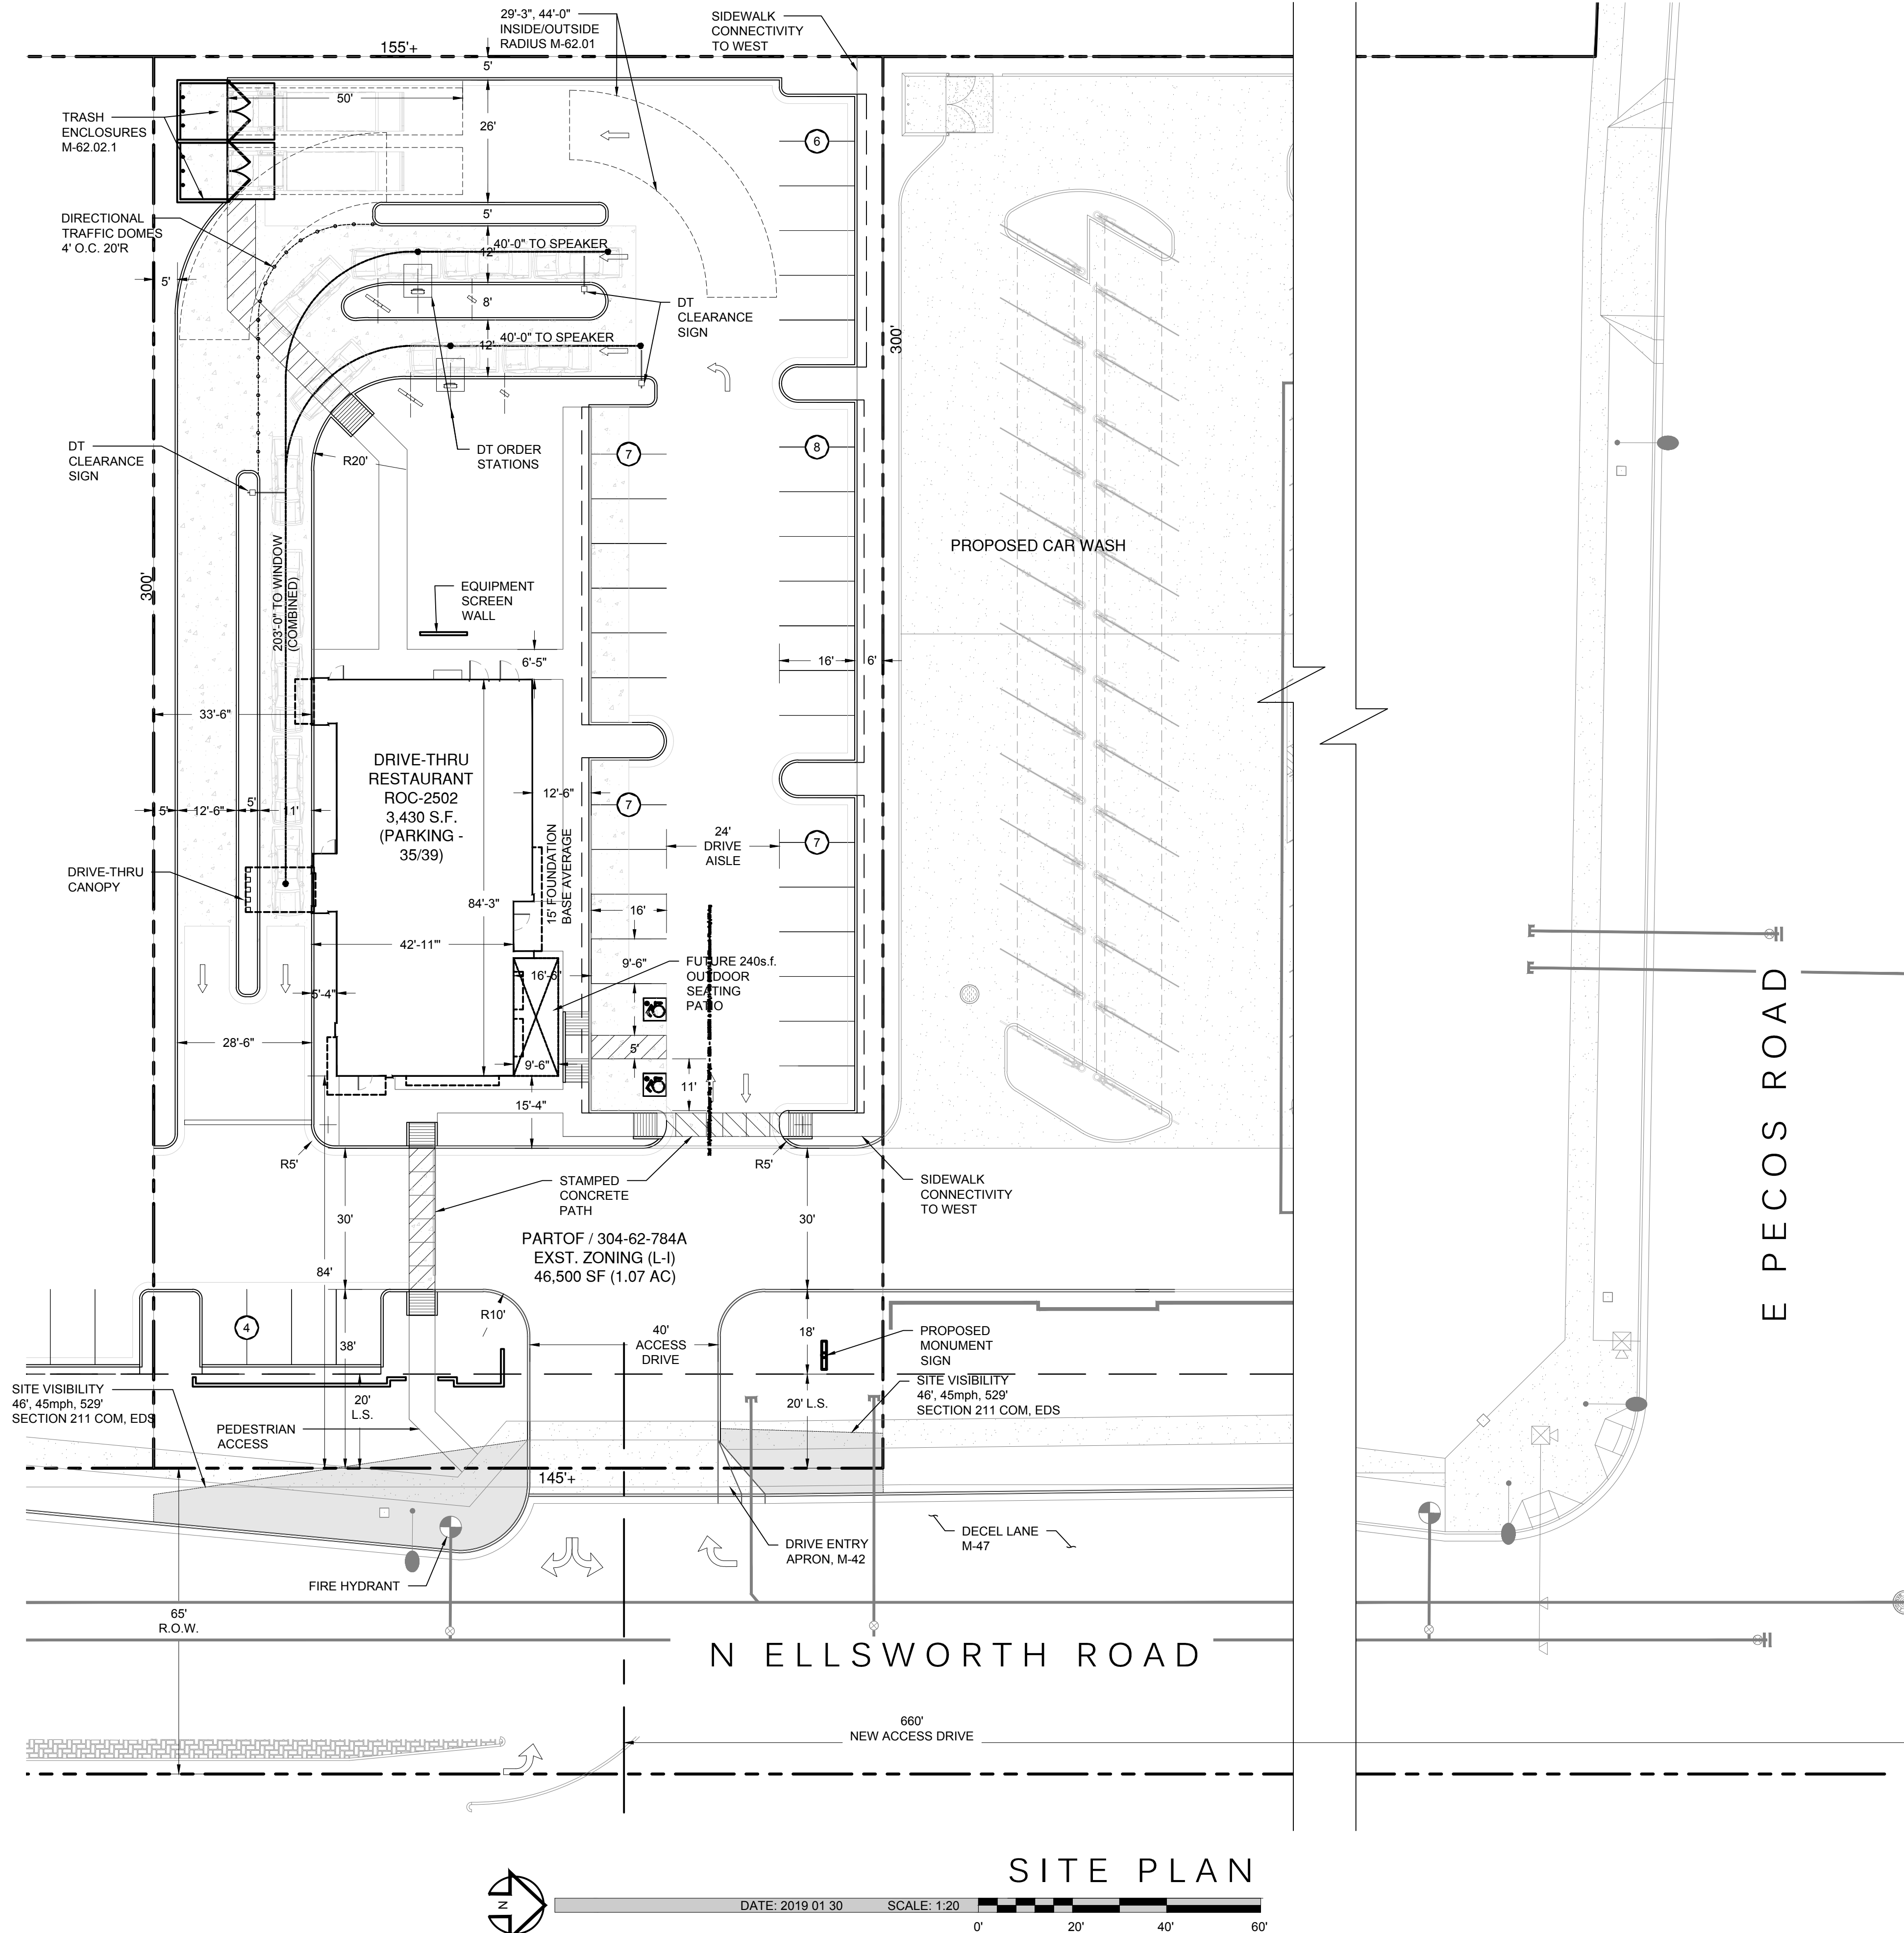 29'-3", 44'-0"
INSIDE/OUTSIDE
RADIUS M-62.01
SIDEWALK
CONNECTIVITY
TO WEST
155'+
5'
50'
26'
TRASH
ENCLOSURES
M-62.02.1
6
DIRECTIONAL
TRAFFIC DOMES
4' O.C. 20'R
5'
40'-0" TO SPEAKER
12'
5'
8'
DT
CLEARANCE
SIGN
300'
40'-0" TO SPEAKER
12'
DT
CLEARANCE
SIGN
R20'
DT ORDER
STATIONS
7
8
203'-0" TO WINDOW
(COMBINED)
300'
PROPOSED CAR WASH
EQUIPMENT
SCREEN
WALL
6'-5"
16'
6'
33'-6"
DRIVE-THRU
RESTAURANT
ROC-2502
3,430 S.F.
(PARKING -
35/39)
12'-6"
5'
12'-6"
5'
11'
7
24'
DRIVE
AISLE
7
15' FOUNDATION
BASE AVERAGE
DRIVE-THRU
CANOPY
84'-3"
16'
42'-11'"
FUTURE 240s.f.
OUTDOOR
SEATING
PATIO
16'-6"
9'-6"
5'-4"
28'-6"
5'
9'-6"
11'
15'-4"
R5'
R5'
STAMPED
CONCRETE
PATH
SIDEWALK
CONNECTIVITY
TO WEST
30'
30'
PARTOF / 304-62-784A
EXST. ZONING (L-I)
46,500 SF (1.07 AC)
84'
R10'
4
38'
40'
ACCESS
DRIVE
18'
PROPOSED
MONUMENT
SIGN
SITE VISIBILITY
46', 45mph, 529'
SECTION 211 COM, EDS
20'
L.S.
20' L.S.
SITE VISIBILITY
46', 45mph, 529'
SECTION 211 COM, EDS
PEDESTRIAN
ACCESS
145'+
DECEL LANE
M-47
DRIVE ENTRY
APRON, M-42
FIRE HYDRANT
65'
R.O.W.
N ELLSWORTH ROAD
E PECOS ROAD
660'
NEW ACCESS DRIVE
SITE PLAN
N
DATE: 2019 01 30 SCALE: 1:20
0' 20' 40' 60'